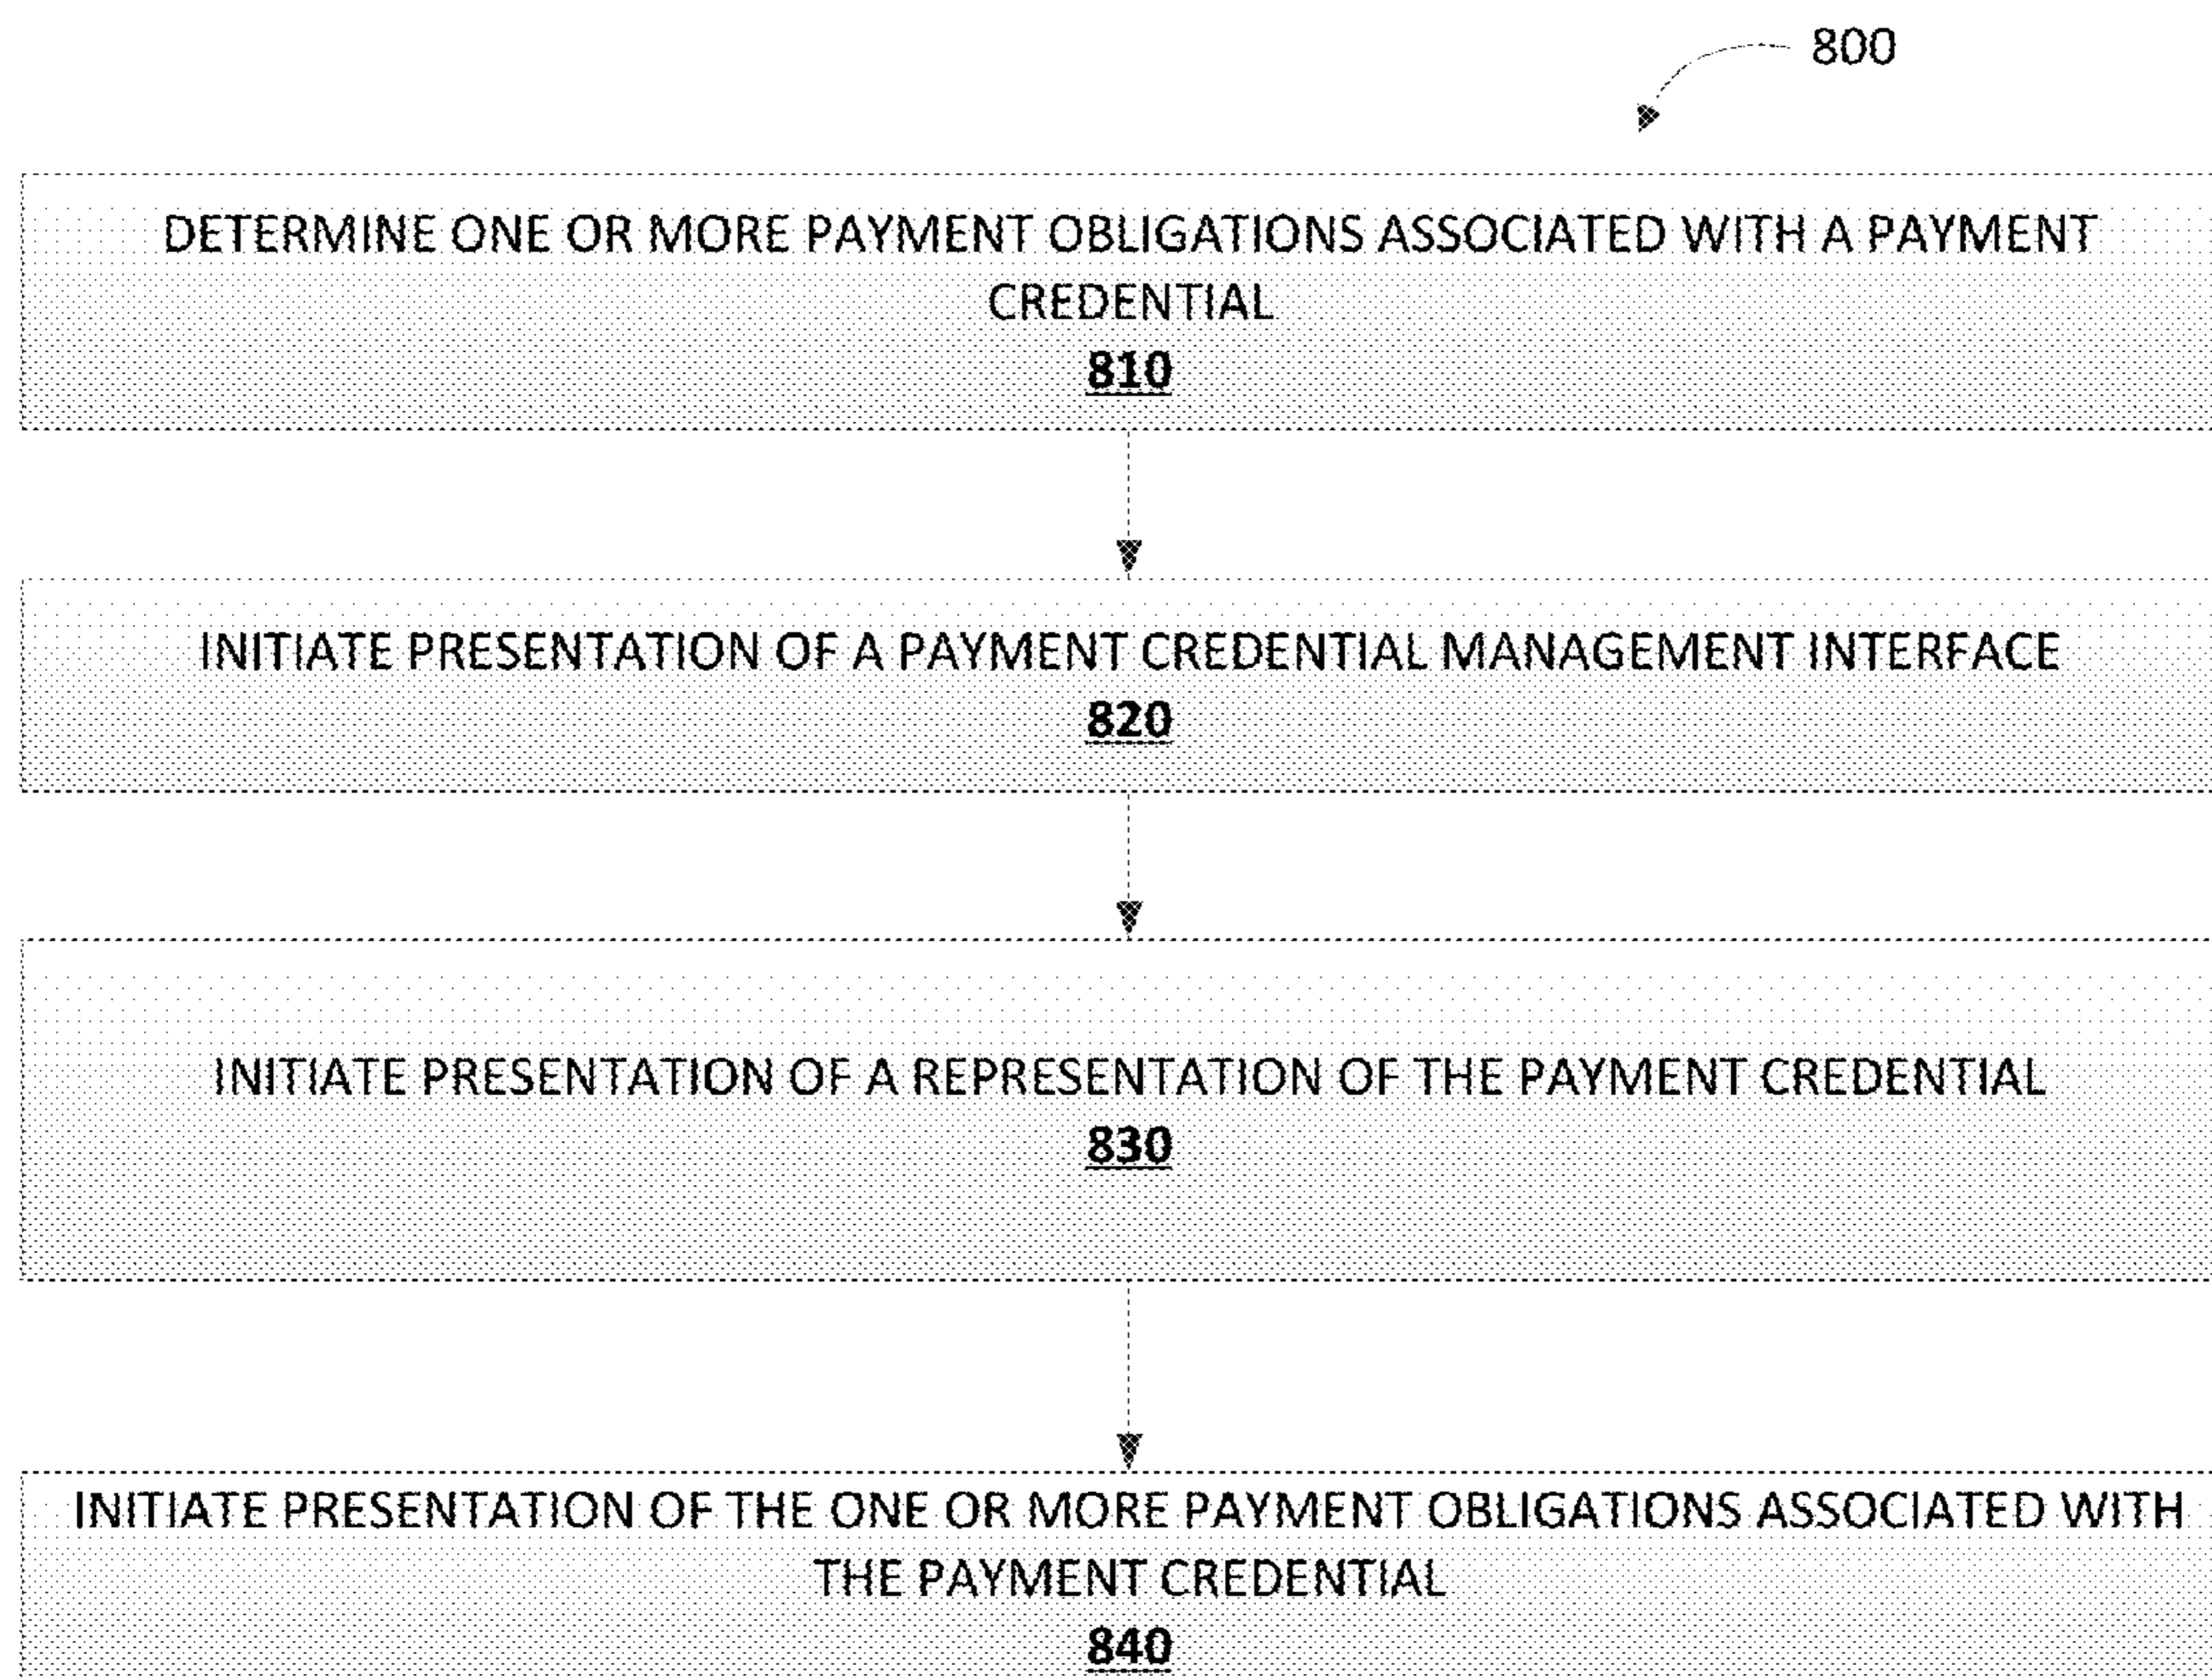 800
DETERMINE ONE OR MORE PAYMENT OBLIGATIONS ASSOCIATED WITH A PAYMENT
CREDENTIAL
810
INITIATE PRESENTATION OF A PAYMENT CREDENTIAL MANAGEMENT INTERFACE
820
INITIATE PRESENTATION OF A REPRESENTATION OF THE PAYMENT CREDENTIAL
830
INITIATE PRESENTATION OF THE ONE OR MORE PAYMENT OBLIGATIONS ASSOCIATED WITH
THE PAYMENT CREDENTIAL
840